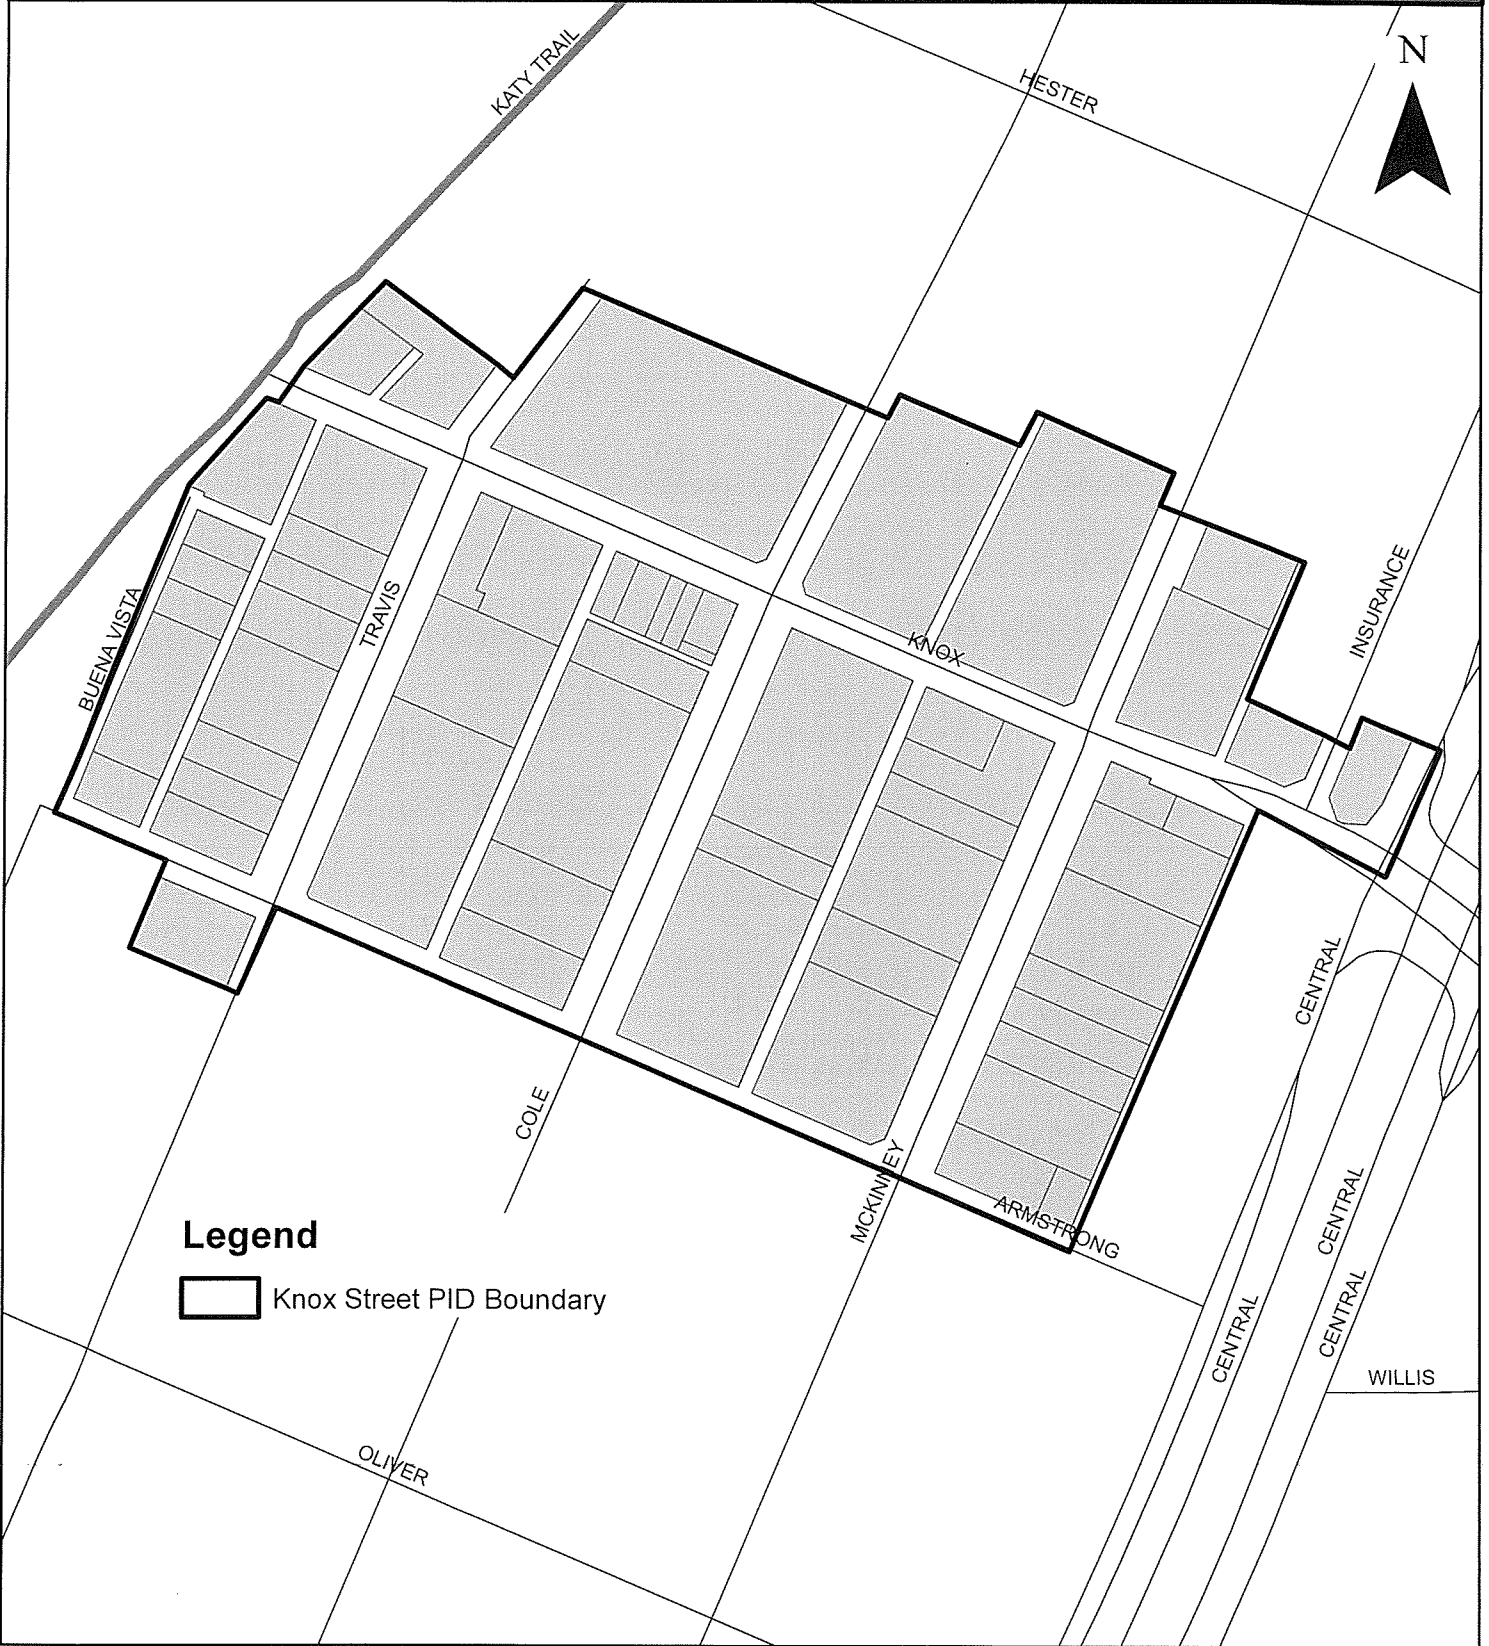 KATY TRAIL
HESTER
N
BUENA VISTA
TRAVIS
KNOX
INSURANCE
CENTRAL
COLE
MCKINNEY
ARMSTRONG
CENTRAL
CENTRAL
CENTRAL
WILLIS
OLIVER
Legend
Knox Street PID Boundary